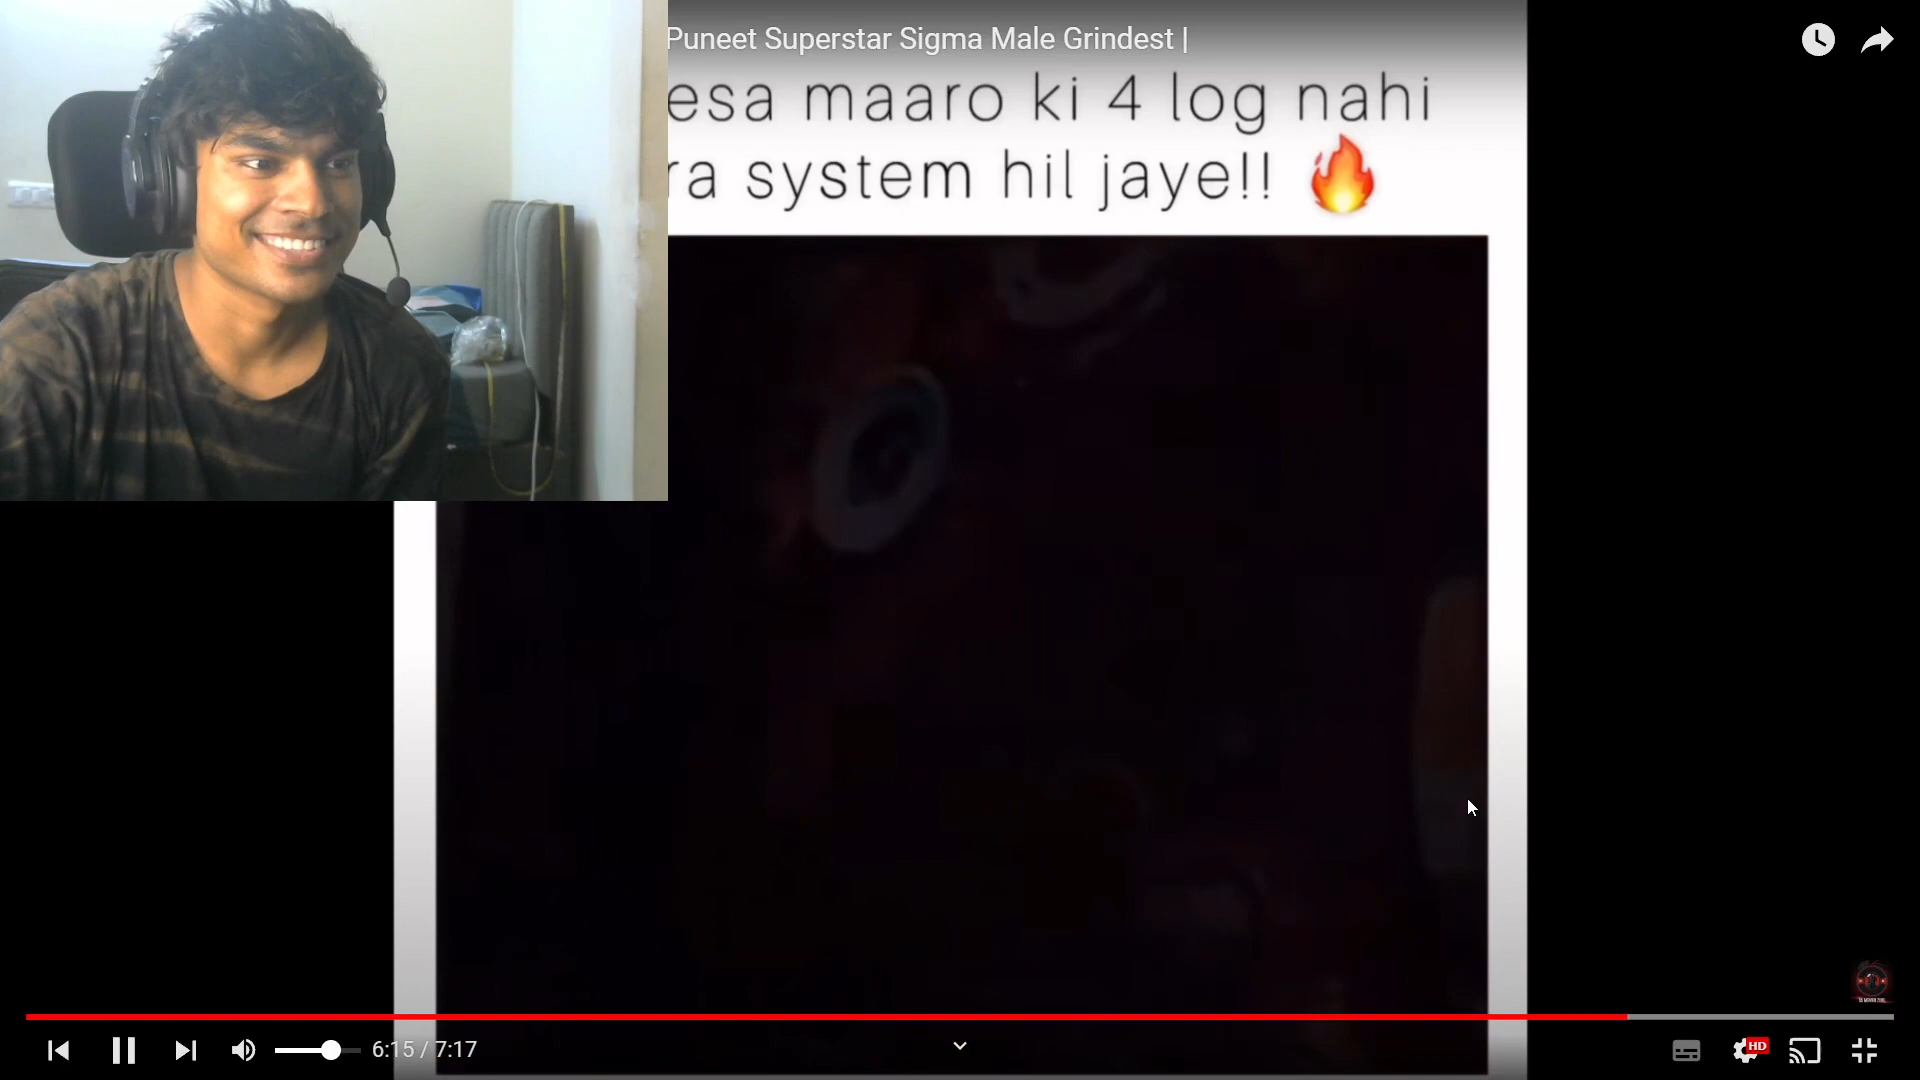 Puneet Superstar Sigma Male Grindest |
esa maaro ki 4 log nahi
ra system hil jaye!! 🔥
6:15 / 7:17
HD